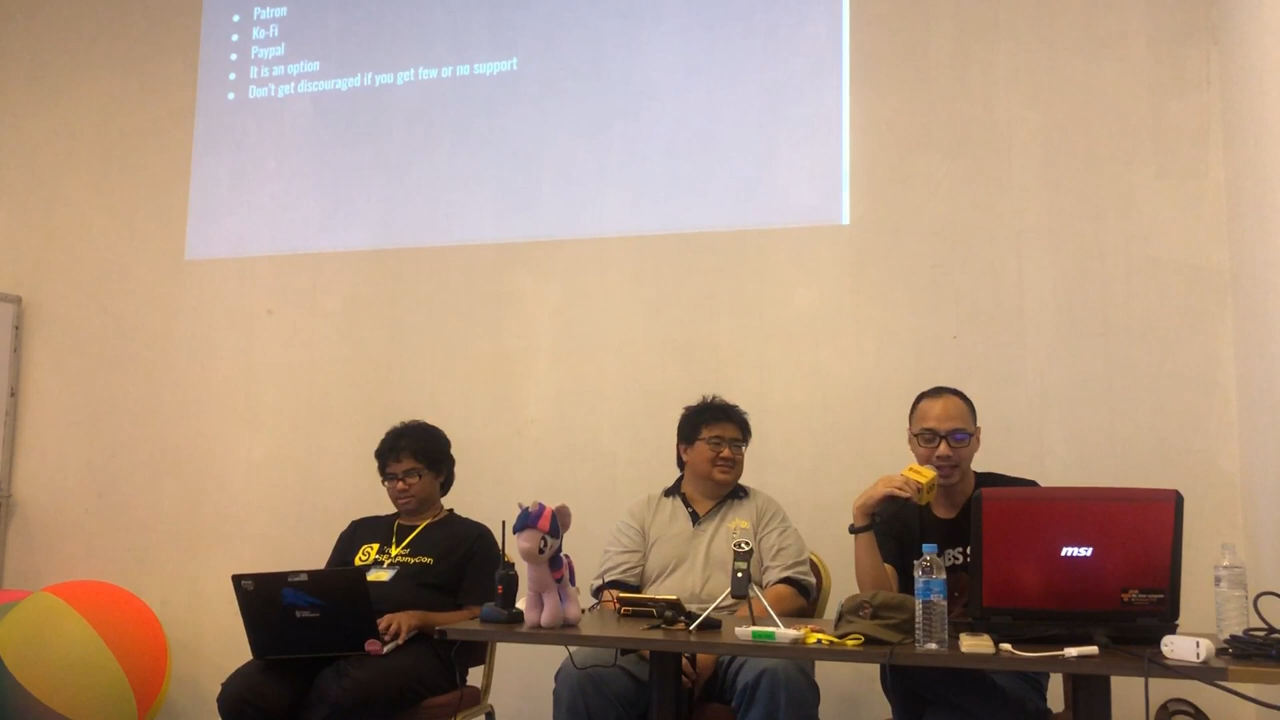 Patron
Ko-Fi
Paypal
It is an option
Don't get discouraged if you get few or no support
msi